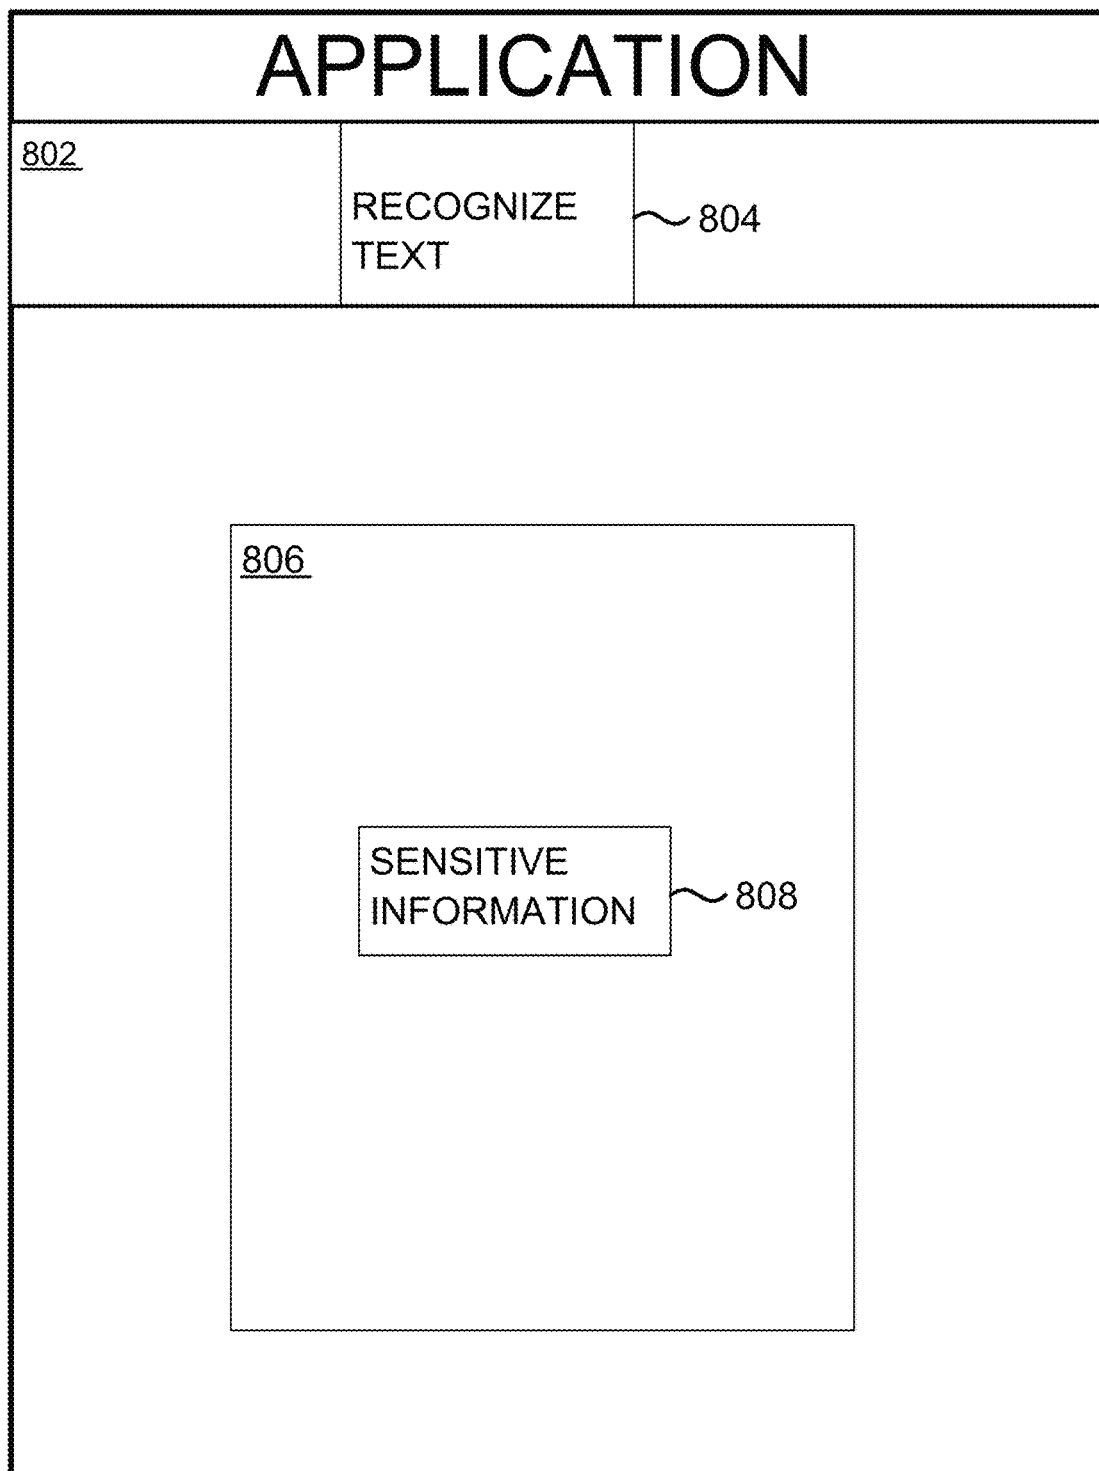 APPLICATION
802
RECOGNIZE
TEXT
804
806
SENSITIVE
INFORMATION
808